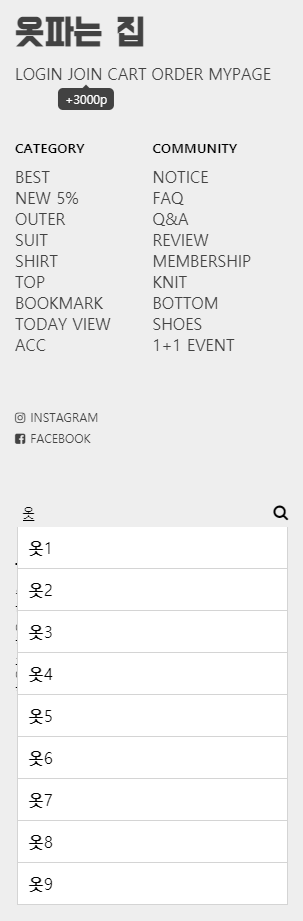 옷파는 집
LOGIN JOIN CART ORDER MYPAGE
+3000p
CATEGORY
BEST
NEW 5%
OUTER
SUIT
SHIRT
TOP
BOOKMARK
TODAY VIEW
ACC
COMMUNITY
NOTICE
FAQ
Q&A
REVIEW
MEMBERSHIP
KNIT
BOTTOM
SHOES
1+1 EVENT
INSTAGRAM
FACEBOOK
옷
옷1
옷2
옷3
옷4
옷5
옷6
옷7
옷8
옷9